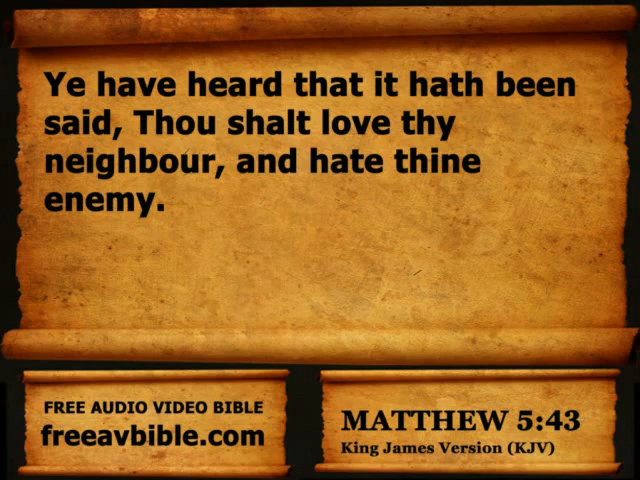 Ye have heard that it hath been
said, Thou shalt love thy
neighbour, and hate thine
enemy.
FREE AUDIO VIDEO BIBLE
freeavbible.com
MATTHEW 5:43
King James Version (KJV)